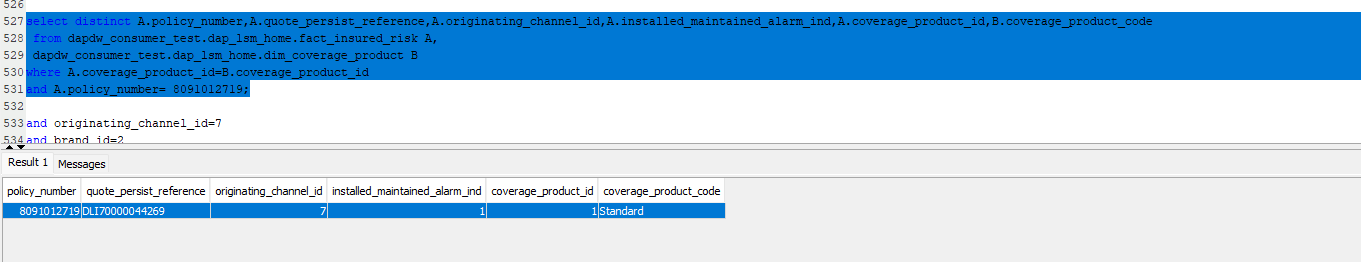 526
527 select distinct A.policy_number,A.quote_persist_reference,A.originating_channel_id,A.installed_maintained_alarm_ind,A.coverage_product_id,B.coverage_product_code
528 from dapdw_consumer_test.dap_lsm_home.fact_insured_risk A,
529 dapdw_consumer_test.dap_lsm_home.dim_coverage_product B
530 where A.coverage_product_id=B.coverage_product_id
531 and A.policy_number= 8091012719;
532
533 and originating_channel_id=7
534 and brand_id=2
Result 1 Messages
policy_number quote_persist_reference originating_channel_id installed_maintained_alarm_ind coverage_product_id coverage_product_code
8091012719 DLI70000044269 7 1 1 Standard